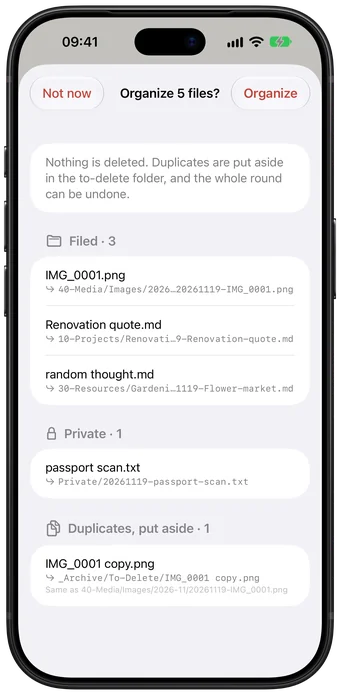 09:41
Not now
Organize 5 files?
Organize
Nothing is deleted. Duplicates are put aside
in the to-delete folder, and the whole round
can be undone.
Filed · 3
IMG_0001.png
↪ 40-Media/Images/2026…20261119-IMG_0001.png
Renovation quote.md
↪ 10-Projects/Renovati…9-Renovation-quote.md
random thought.md
↪ 30-Resources/Gardeni…1119-Flower-market.md
Private · 1
passport scan.txt
↪ Private/20261119-passport-scan.txt
Duplicates, put aside · 1
IMG_0001 copy.png
↪ _Archive/To-Delete/IMG_0001 copy.png
Same as 40-Media/Images/2026-11/20261119-IMG_0001.png